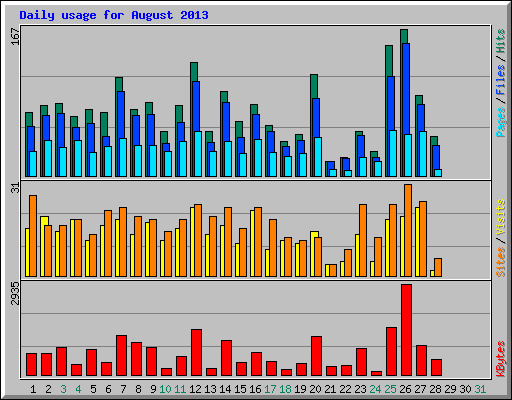 Daily usage for August 2013
167
Pages / Files / Hits
31
Sites / Visits
2935
KBytes
1 2 3 4 5 6 7 8 9 10 11 12 13 14 15 16 17 18 19 20 21 22 23 24 25 26 27 28 29 30 31